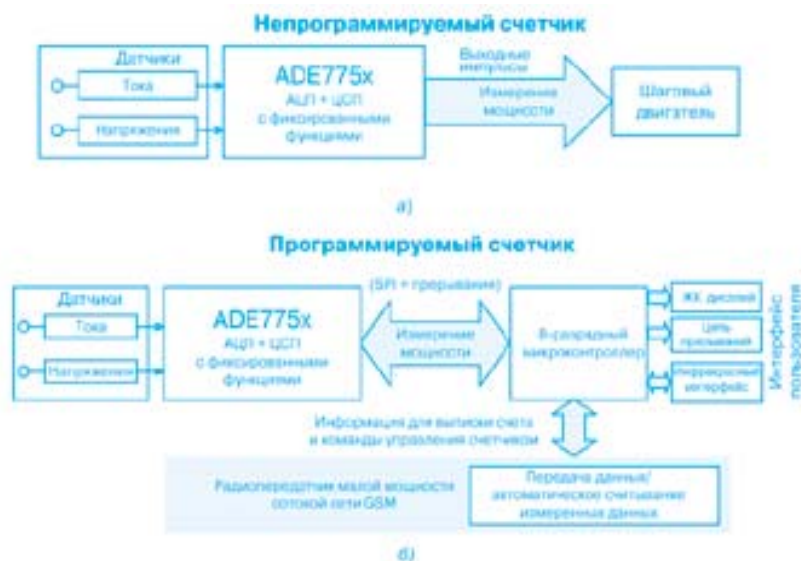 Непрограммируемый счетчик
Датчики
Тока
Напряжения
ADE775x
АЦП + ЦСП
с фиксированными
функциями
Выходные
импульсы
Измерение
мощности
Шаговый
двигатель
а)
Программируемый счетчик
Датчики
Тока
Напряжения
ADE775x
АЦП + ЦСП
с фиксированными
функциями
(SPI + прерывания)
Измерение
мощности
8-разрядный
микроконтроллер
ЖК дисплей
Цепь
прерываний
Инфракрасный
интерфейс
Интерфейс
пользователя
Информация для выписки счета
и команды управления счетчиком
Радиопередатчик малой мощности
сотовой сети GSM
Передача данных/
автоматическое считывание
измеренных данных
б)